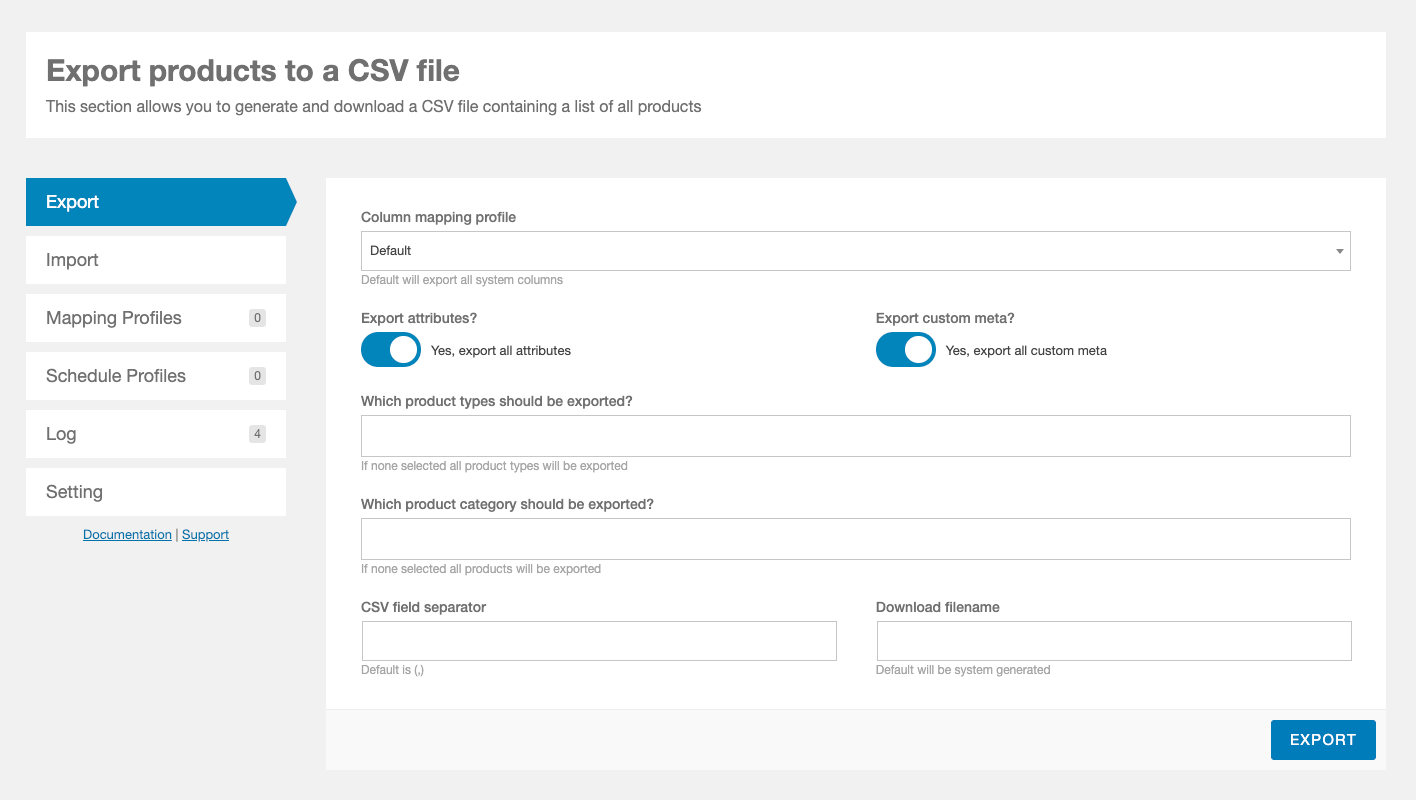 Export products to a CSV file
This section allows you to generate and download a CSV file containing a list of all products
Export
Import
Mapping Profiles 0
Schedule Profiles 0
Log 4
Setting
Documentation | Support
Column mapping profile
Default
Default will export all system columns
Export attributes?
Yes, export all attributes
Export custom meta?
Yes, export all custom meta
Which product types should be exported?
If none selected all product types will be exported
Which product category should be exported?
If none selected all products will be exported
CSV field separator
Default is (,)
Download filename
Default will be system generated
EXPORT